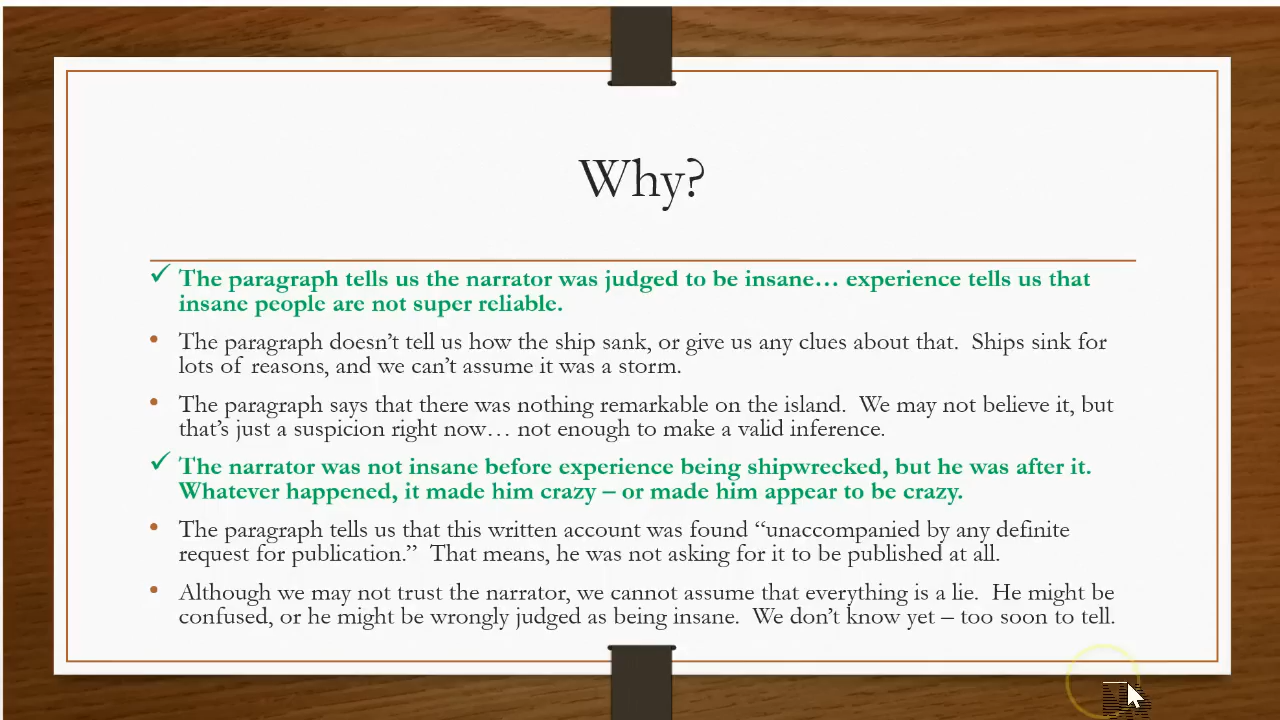 Why?
The paragraph tells us the narrator was judged to be insane… experience tells us that
insane people are not super reliable.
The paragraph doesn’t tell us how the ship sank, or give us any clues about that.  Ships sink for
lots of reasons, and we can’t assume it was a storm.
The paragraph says that there was nothing remarkable on the island.  We may not believe it, but
that’s just a suspicion right now… not enough to make a valid inference.
The narrator was not insane before experience being shipwrecked, but he was after it.
Whatever happened, it made him crazy – or made him appear to be crazy.
The paragraph tells us that this written account was found “unaccompanied by any definite
request for publication.”  That means, he was not asking for it to be published at all.
Although we may not trust the narrator, we cannot assume that everything is a lie.  He might be
confused, or he might be wrongly judged as being insane.  We don’t know yet – too soon to tell.